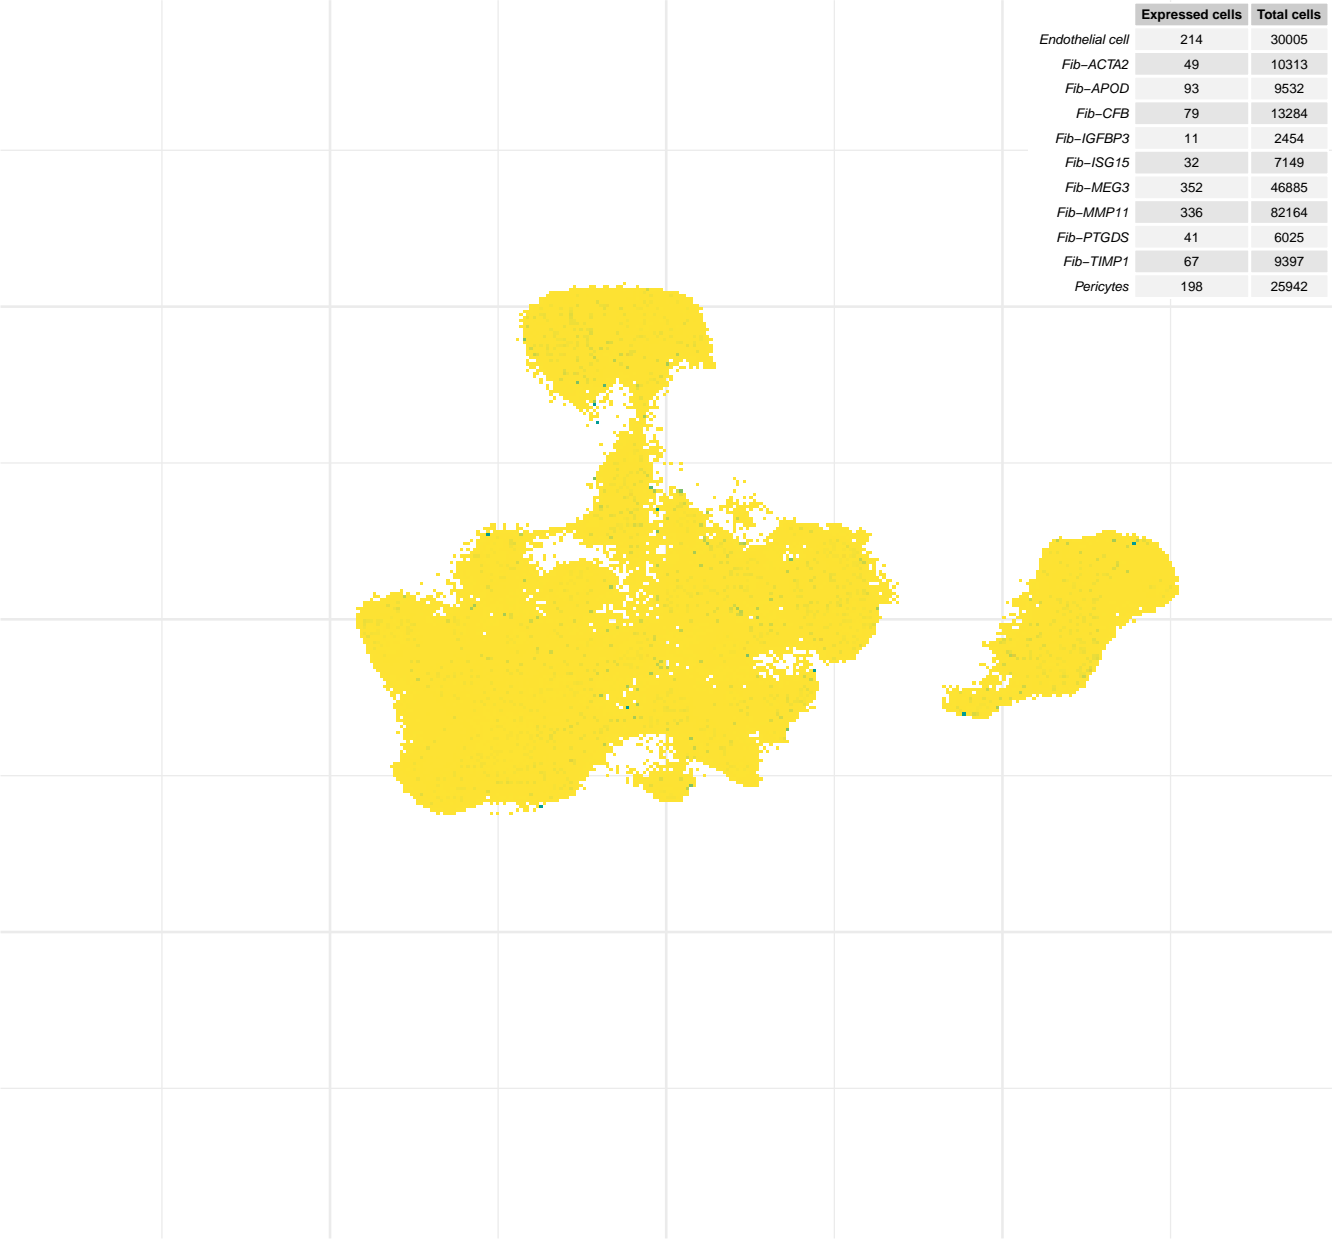 Expressed cells Total cells
Endothelial cell 214 30005
Fib−ACTA2 49 10313
Fib−APOD 93 9532
Fib−CFB 79 13284
Fib−IGFBP3 11 2454
Fib−ISG15 32 7149
Fib−MEG3 352 46885
Fib−MMP11 336 82164
Fib−PTGDS 41 6025
Fib−TIMP1 67 9397
Pericytes 198 25942